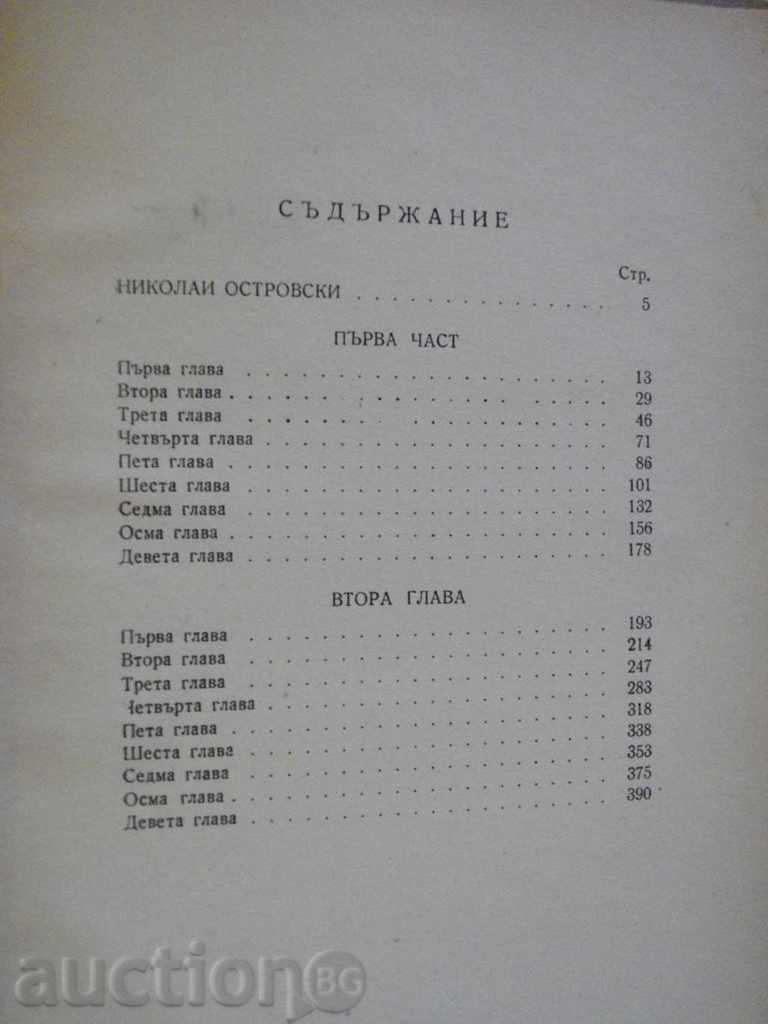 СЪДЪРЖАНИЕ
Стр.
НИКОЛАИ ОСТРОВСКИ . . . . . . . . . . . . . 5
ПЪРВА ЧАСТ
Първа глава . . . . . . . . . . . . . . . . . . . . 13
Втора глава . . . . . . . . . . . . . . . . . . . . 29
Трета глава . . . . . . . . . . . . . . . . . . . . 46
Четвърта глава . . . . . . . . . . . . . . . . . . . 71
Пета глава . . . . . . . . . . . . . . . . . . . . . 86
Шеста глава . . . . . . . . . . . . . . . . . . . . 101
Седма глава . . . . . . . . . . . . . . . . . . . . 132
Осма глава . . . . . . . . . . . . . . . . . . . . . 156
Девета глава . . . . . . . . . . . . . . . . . . . . 178
ВТОРА ГЛАВА
Първа глава . . . . . . . . . . . . . . . . . . . . 193
Втора глава . . . . . . . . . . . . . . . . . . . . 214
Трета глава . . . . . . . . . . . . . . . . . . . . 247
Четвърта глава . . . . . . . . . . . . . . . . . . . 283
Пета глава . . . . . . . . . . . . . . . . . . . . . 318
Шеста глава . . . . . . . . . . . . . . . . . . . . 338
Седма глава . . . . . . . . . . . . . . . . . . . . 353
Осма глава . . . . . . . . . . . . . . . . . . . . . 375
Девета глава . . . . . . . . . . . . . . . . . . . . 390
auction BG